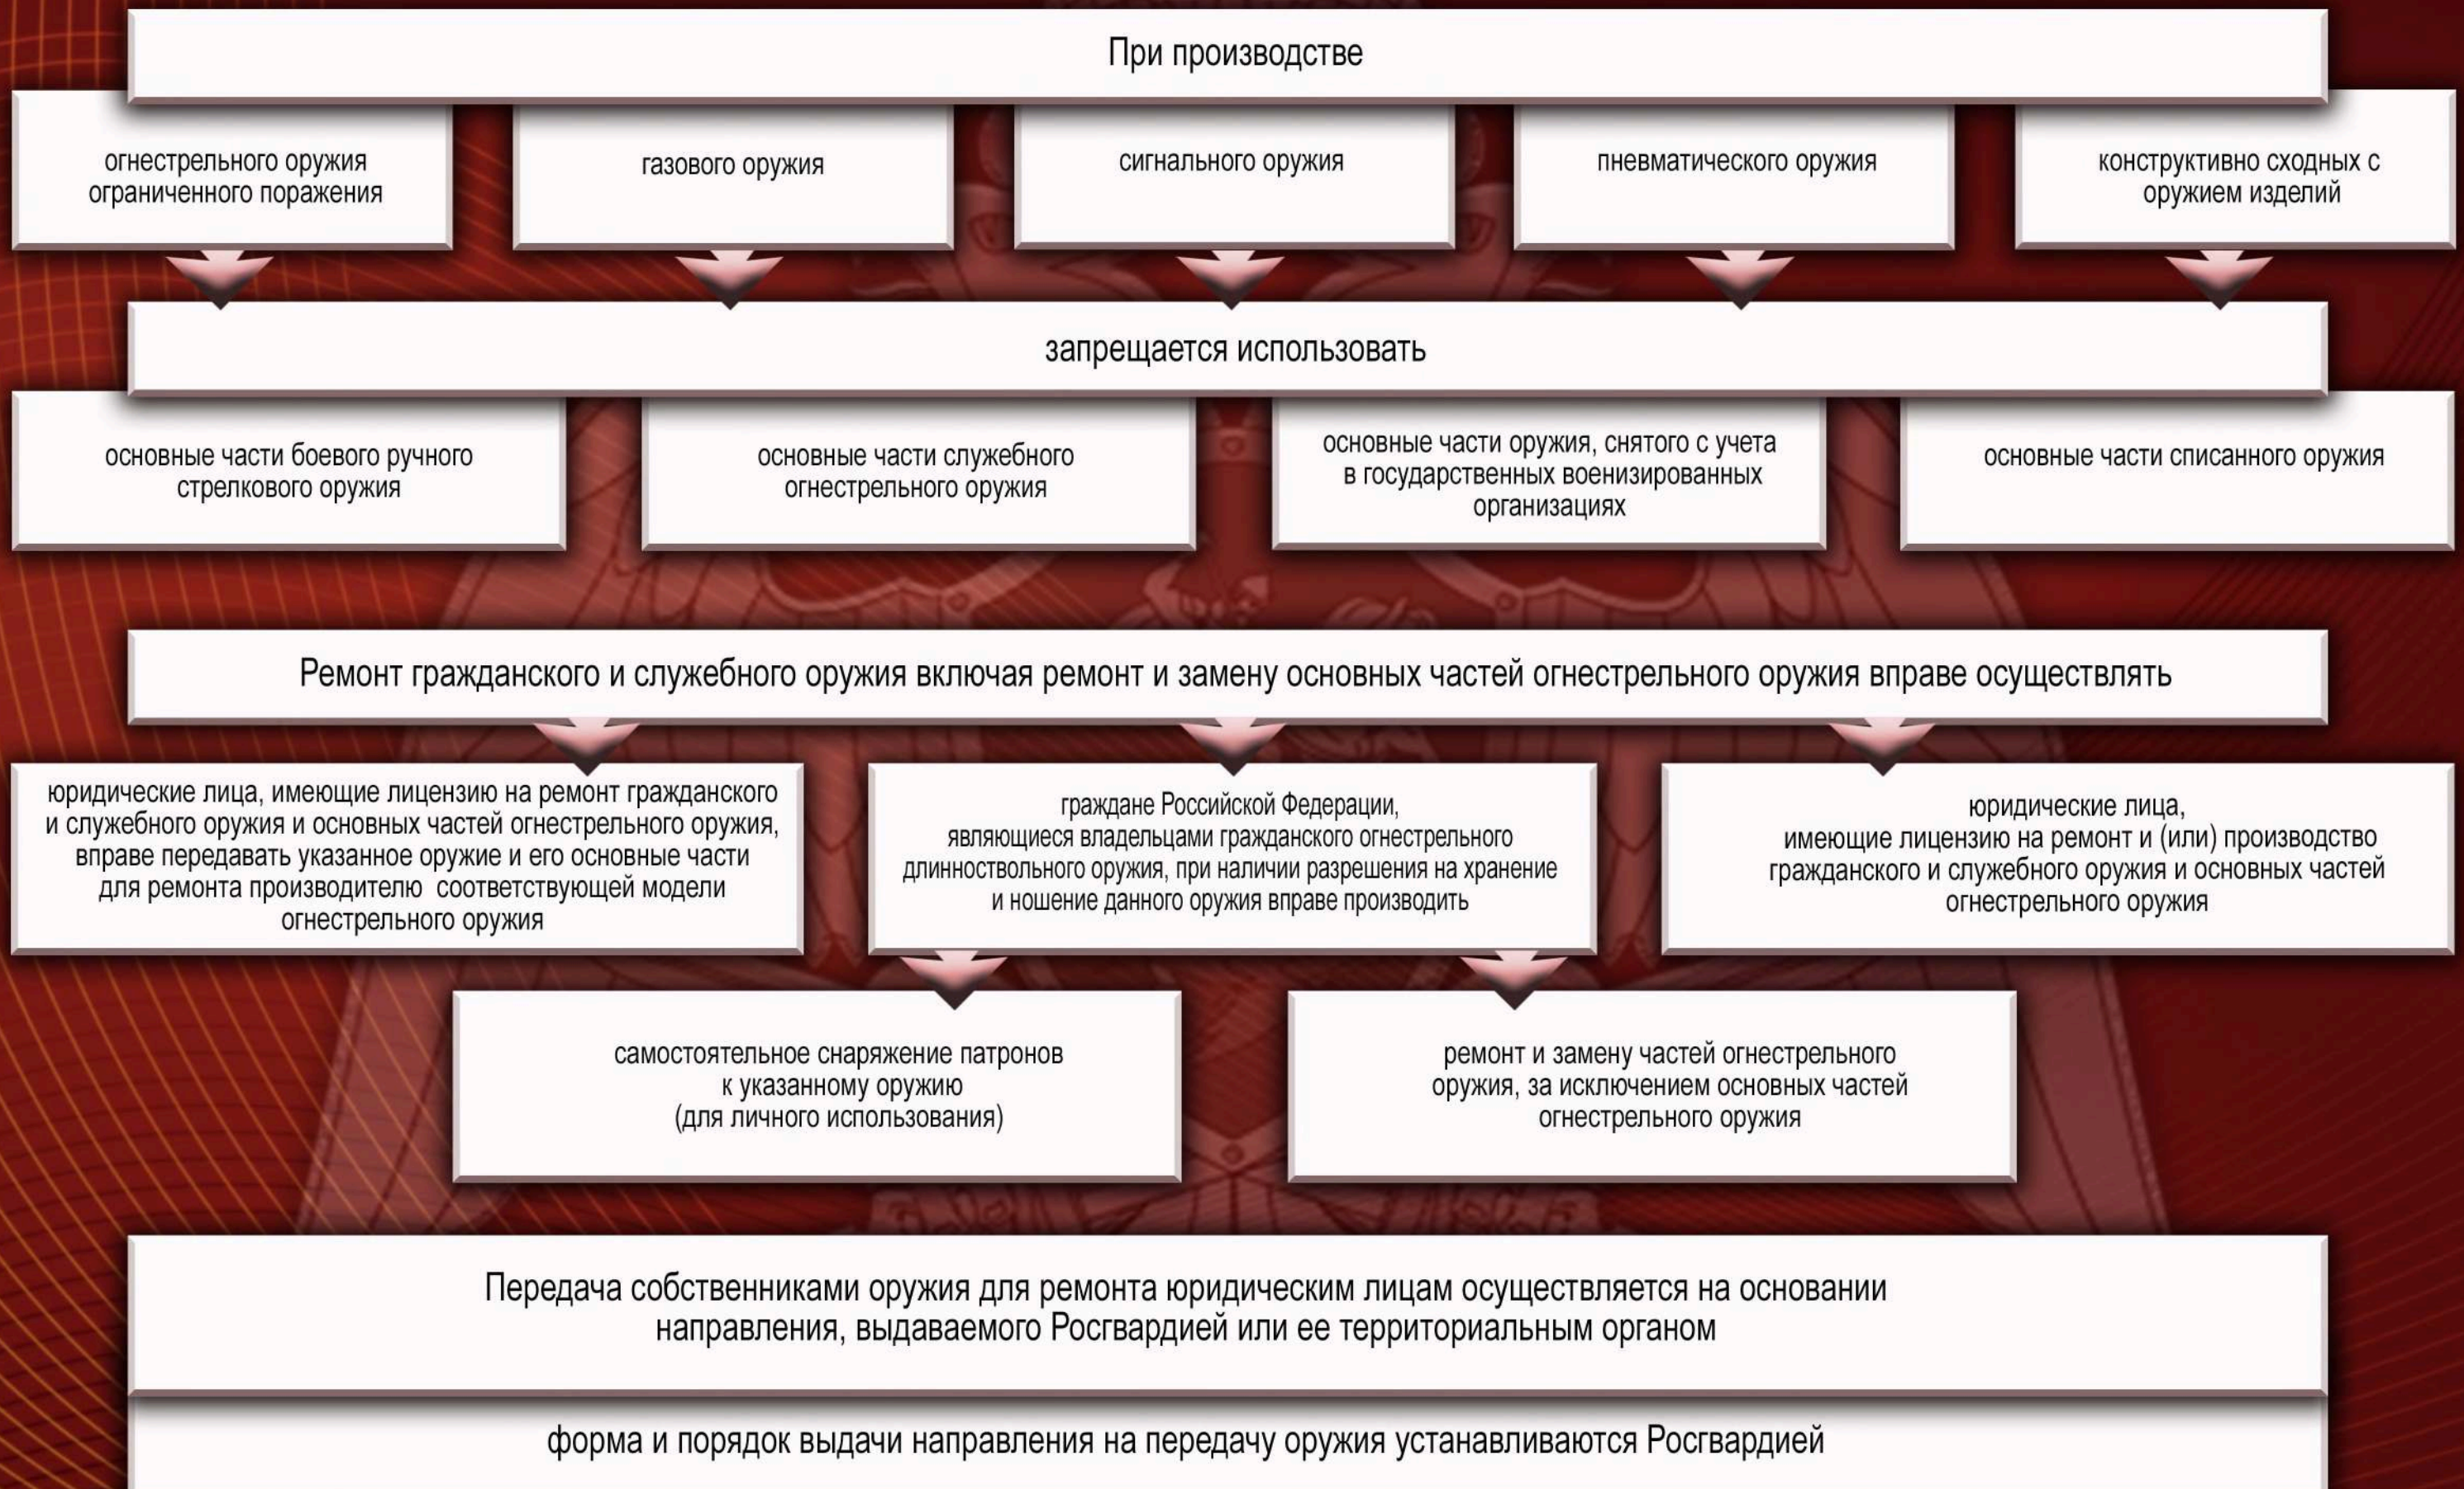 При производстве
огнестрельного оружия
ограниченного поражения
газового оружия
сигнального оружия
пневматического оружия
конструктивно сходных с
оружием изделий
запрещается использовать
основные части боевого ручного
стрелкового оружия
основные части служебного
огнестрельного оружия
основные части оружия, снятого с учета
в государственных военизированных
организациях
основные части списанного оружия
Ремонт гражданского и служебного оружия включая ремонт и замену основных частей огнестрельного оружия вправе осуществлять
юридические лица, имеющие лицензию на ремонт гражданского
и служебного оружия и основных частей огнестрельного оружия,
вправе передавать указанное оружие и его основные части
для ремонта производителю соответствующей модели
огнестрельного оружия
граждане Российской Федерации,
являющиеся владельцами гражданского огнестрельного
длинноствольного оружия, при наличии разрешения на хранение
и ношение данного оружия вправе производить
юридические лица,
имеющие лицензию на ремонт и (или) производство
гражданского и служебного оружия и основных частей
огнестрельного оружия
самостоятельное снаряжение патронов
к указанному оружию
(для личного использования)
ремонт и замену частей огнестрельного
оружия, за исключением основных частей
огнестрельного оружия
Передача собственниками оружия для ремонта юридическим лицам осуществляется на основании
направления, выдаваемого Росгвардией или ее территориальным органом
форма и порядок выдачи направления на передачу оружия устанавливаются Росгвардией